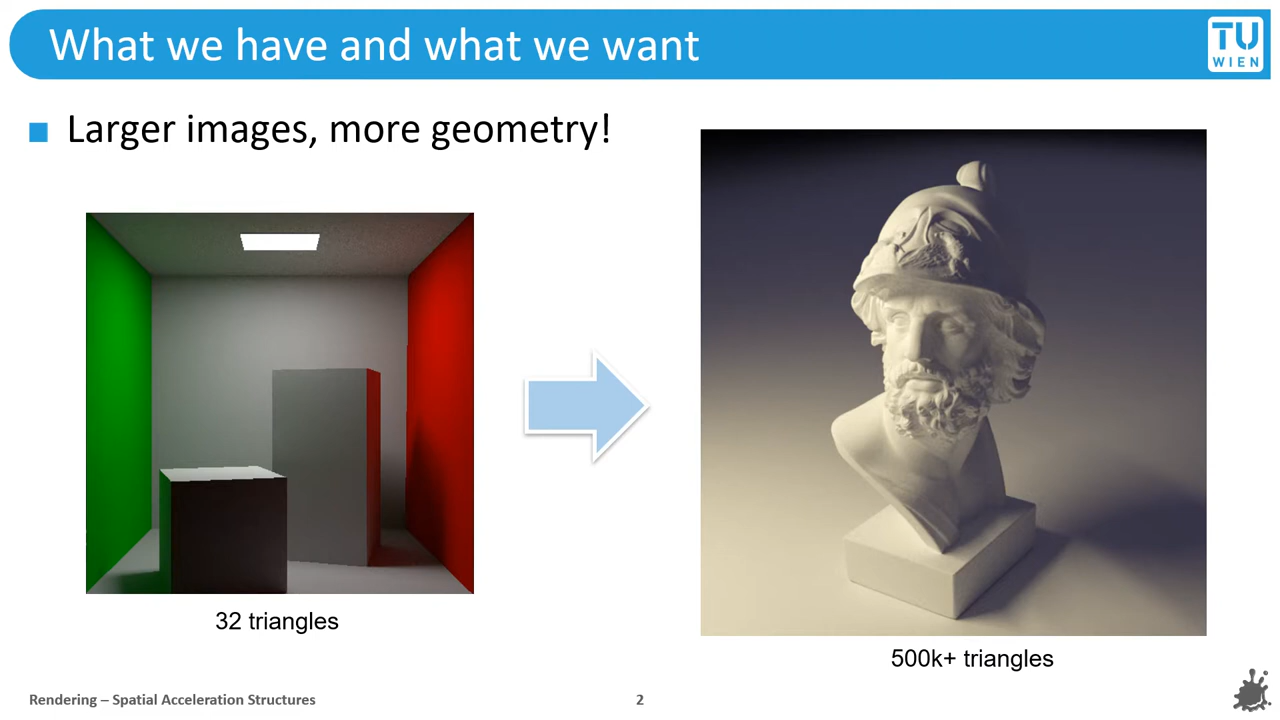 What we have and what we want
TU
WIEN
Larger images, more geometry!
32 triangles
500k+ triangles
Rendering – Spatial Acceleration Structures
2